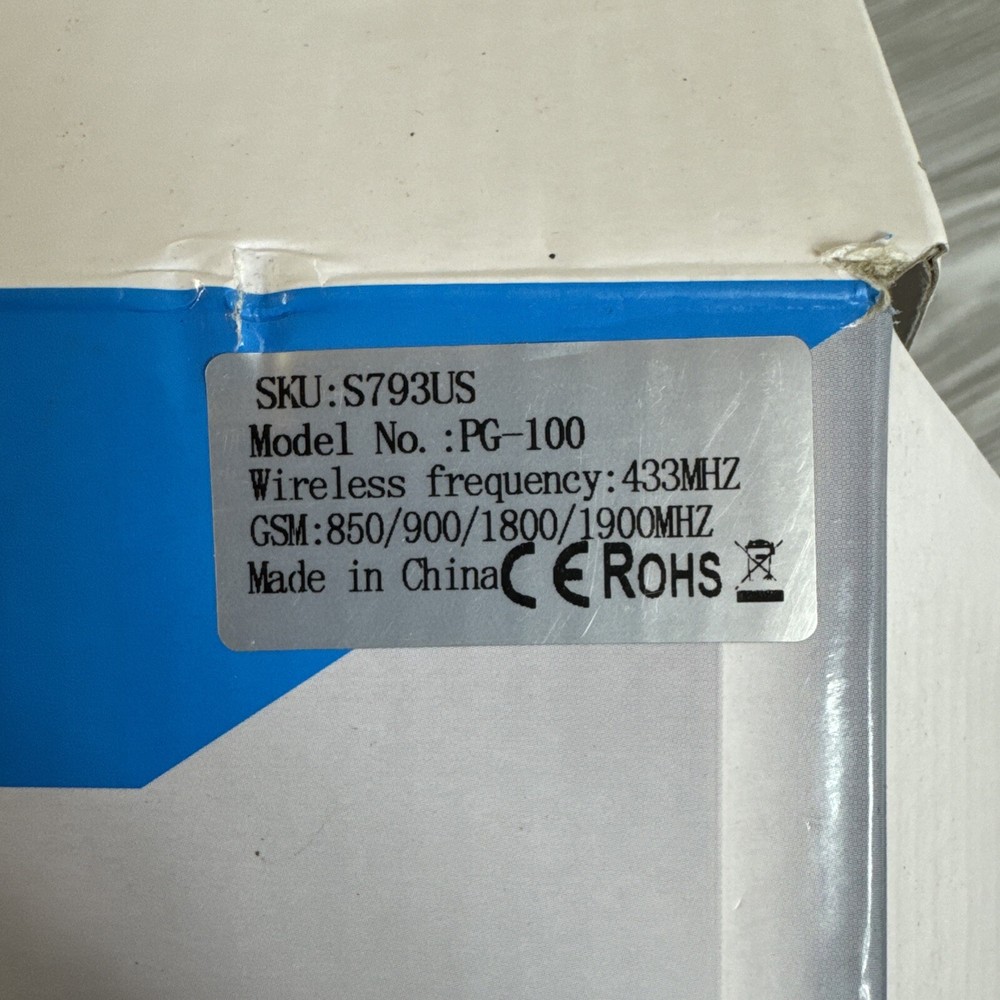 SKU:S793US
Model No.:PG-100
Wireless frequency:433MHZ
GSM:850/900/1800/1900MHZ
Made in China CE ROHS